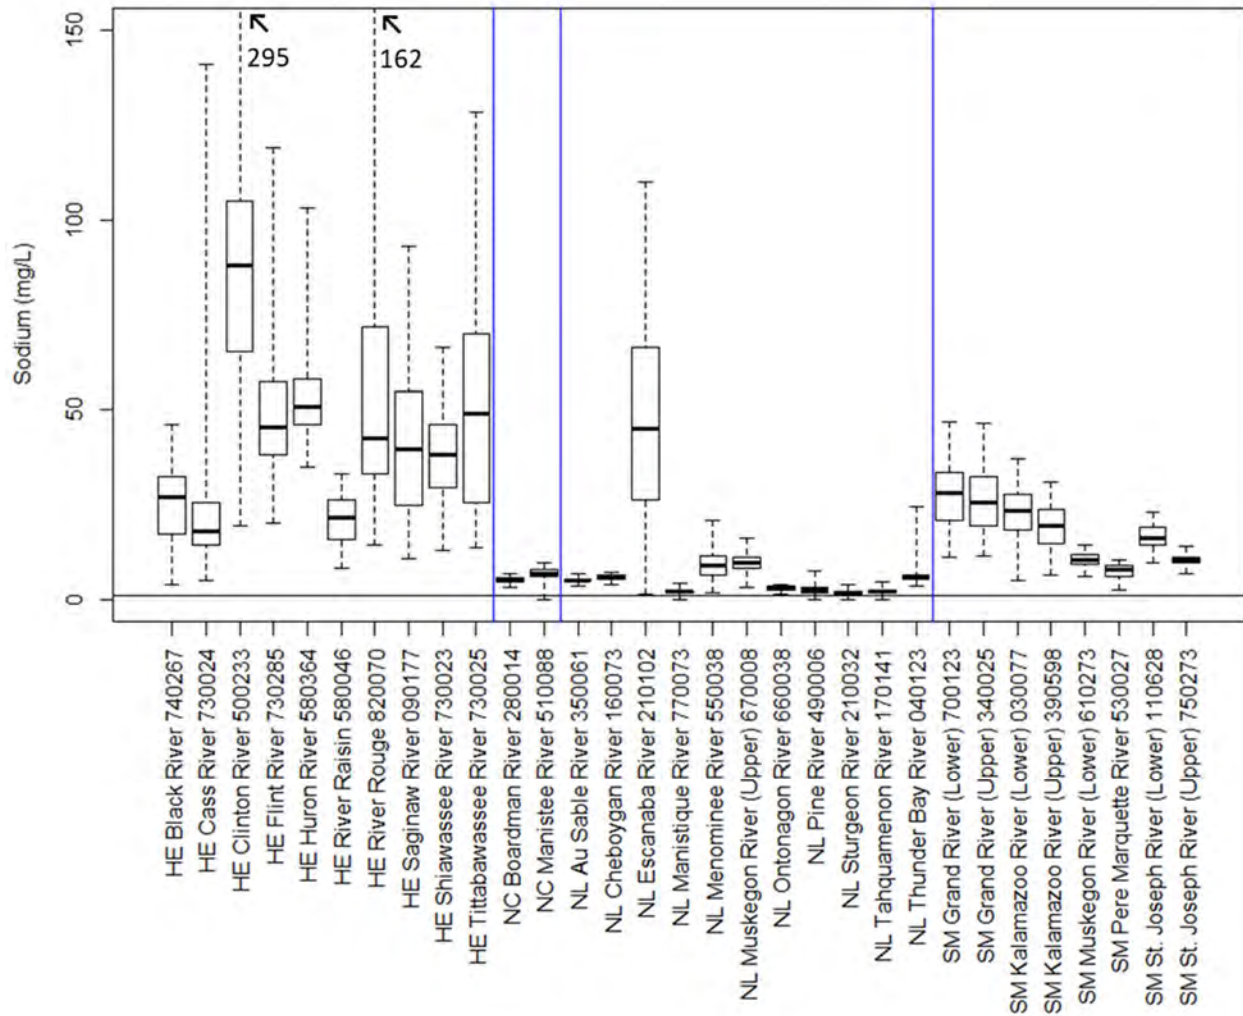 150
295
162
100
50
0
Sodium (mg/L)
HE Black River 740267
HE Cass River 730024
HE Clinton River 500233
HE Flint River 730285
HE Huron River 580364
HE River Raisin 580046
HE River Rouge 820070
HE Saginaw River 090177
HE Shiawassee River 730023
HE Tittabawassee River 730025
NC Boardman River 280014
NC Manistee River 510088
NL Au Sable River 350061
NL Cheboygan River 160073
NL Escanaba River 210102
NL Manistique River 770073
NL Menominee River 550038
NL Muskegon River (Upper) 670008
NL Ontonagon River 660038
NL Pine River 490006
NL Sturgeon River 210032
NL Tahquamenon River 170141
NL Thunder Bay River 040123
SM Grand River (Lower) 700123
SM Grand River (Upper) 340025
SM Kalamazoo River (Lower) 030077
SM Kalamazoo River (Upper) 390598
SM Muskegon River (Lower) 610273
SM Pere Marquette River 530027
SM St. Joseph River (Lower) 110628
SM St. Joseph River (Upper) 750273